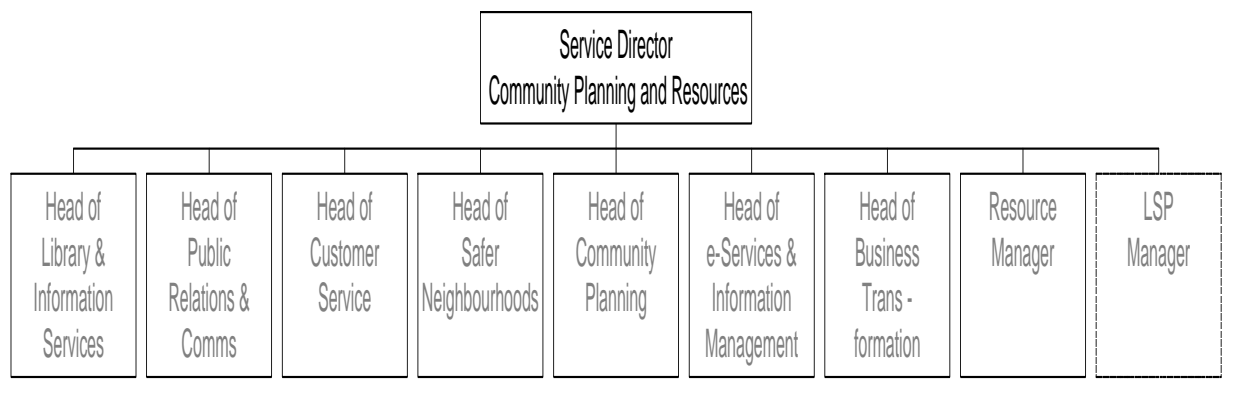 Service Director
Community Planning and Resources
Head of
Library &
Information
Services
Head of
Public
Relations &
Comms
Head of
Customer
Service
Head of
Safer
Neighbourhoods
Head of
Community
Planning
Head of
e-Services &
Information
Management
Head of
Business
Trans -
formation
Resource
Manager
LSP
Manager